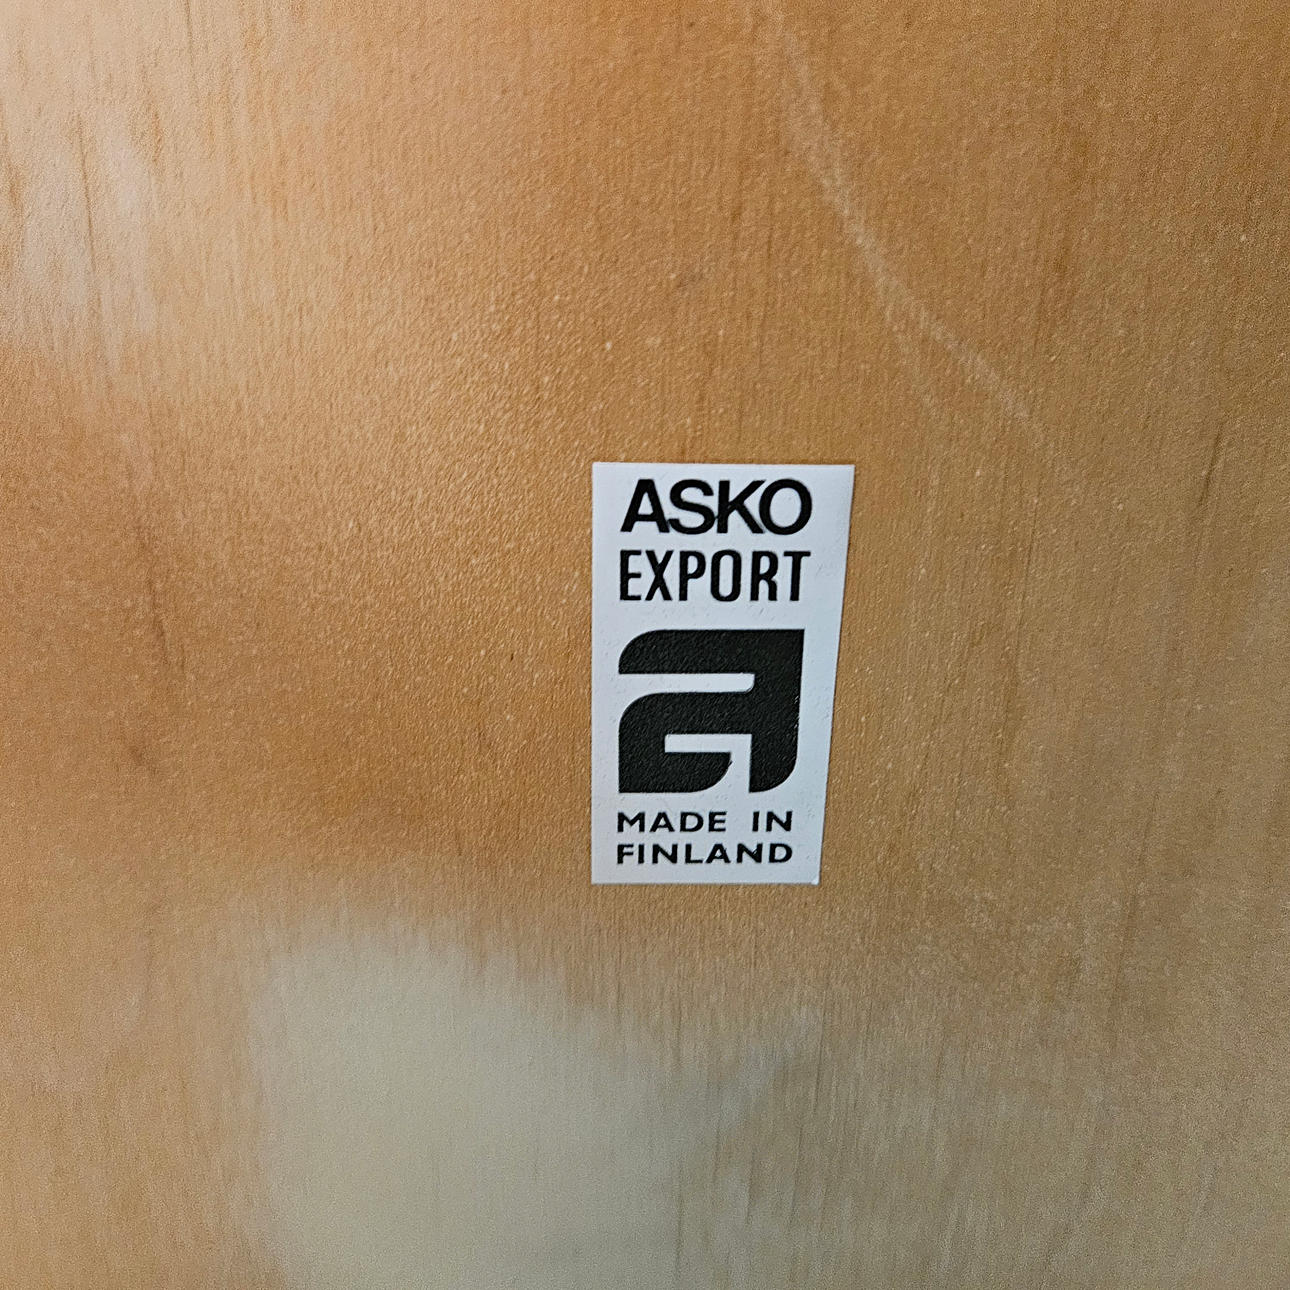 ASKO
EXPORT
a
MADE IN
FINLAND